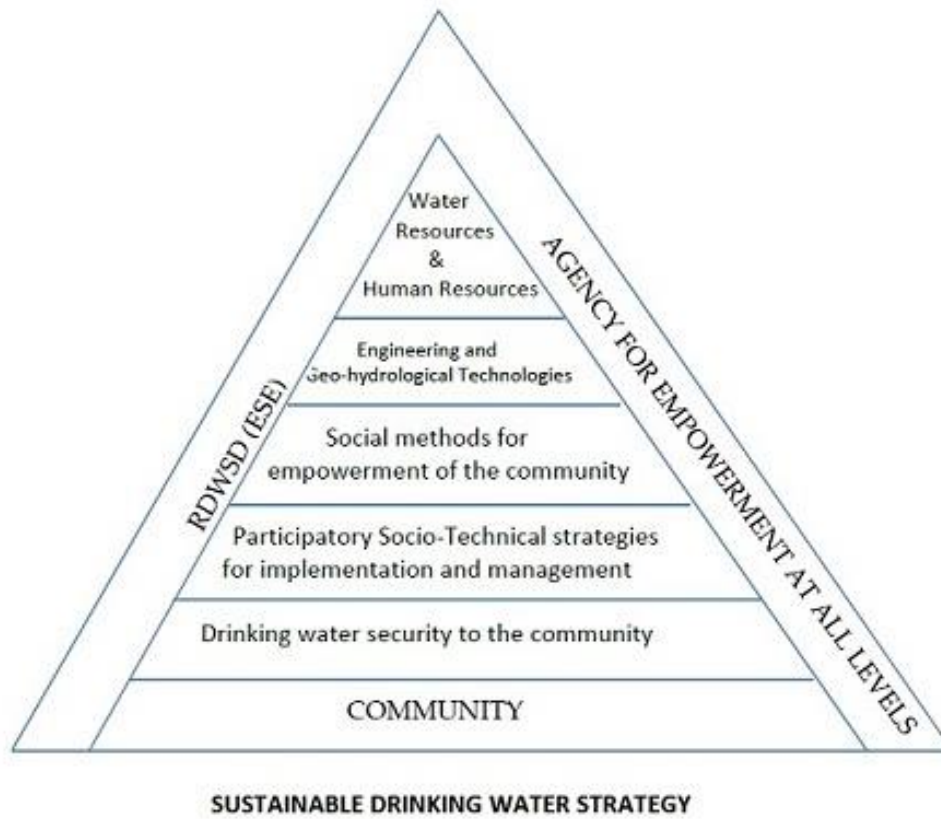 Water
Resources
&
Human Resources
Engineering and
Geo-hydrological Technologies
Social methods for
empowerment of the community
Participatory Socio-Technical strategies
for implementation and management
Drinking water security to the community
COMMUNITY
RDWSD (ESE)
AGENCY FOR EMPOWERMENT AT ALL LEVELS
SUSTAINABLE DRINKING WATER STRATEGY